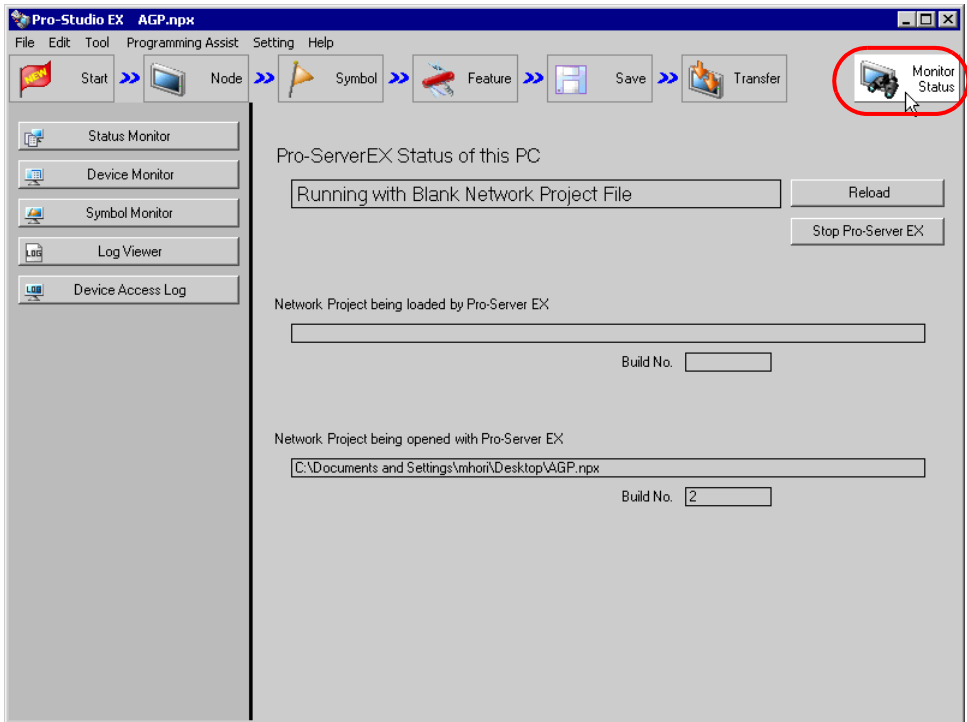 Pro-Studio EX AGP.npx
File Edit Tool Programming Assist Setting Help
NEW Start Node Symbol Feature Save Transfer Monitor
Status
Status Monitor
Device Monitor
Symbol Monitor
LOG Log Viewer
LOG Device Access Log
Pro-ServerEX Status of this PC
Running with Blank Network Project File
Reload
Stop Pro-Server EX
Network Project being loaded by Pro-Server EX
Build No.
Network Project being opened with Pro-Server EX
C:\Documents and Settings\mhori\Desktop\AGP.npx
Build No. 2